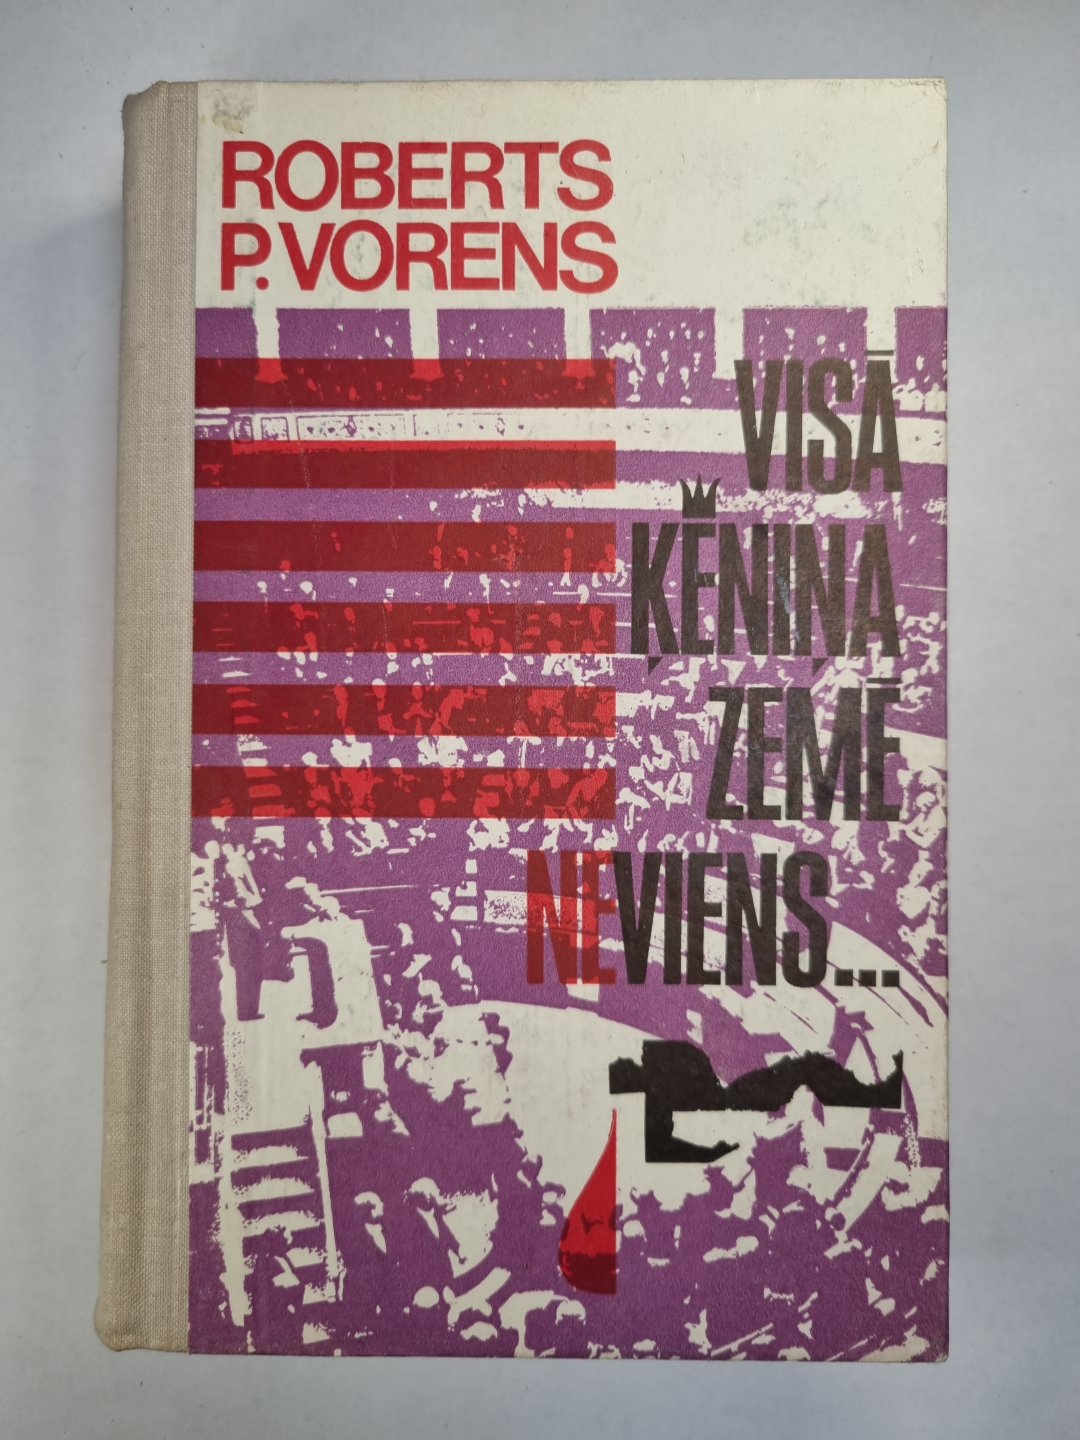 ROBERTS
P. VORENS
VISĀ
ĶĒNIŅA
ZEMĒ
NEVIENS...